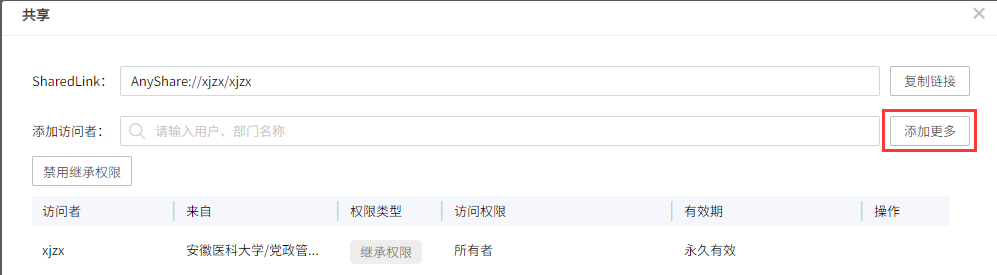 共享
SharedLink： AnyShare://xjzx/xjzx 复制链接
添加访问者： 请输入用户、部门名称 添加更多
禁用继承权限
访问者 来自 权限类型 访问权限 有效期 操作
xjzx 安徽医科大学/党政管... 继承权限 所有者 永久有效